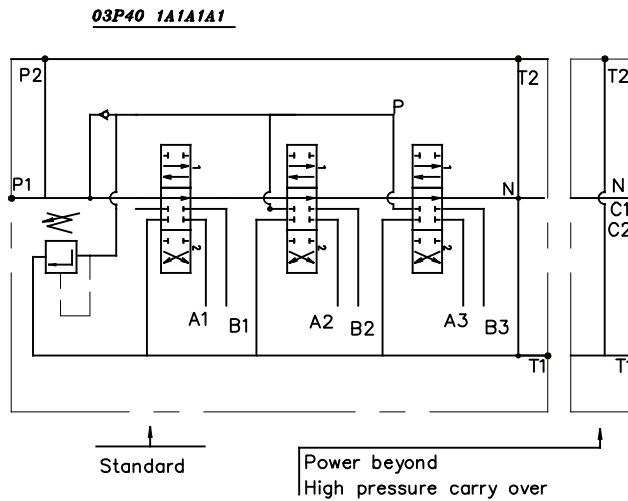 03P40 1A1A1A1
P2 T2 T2
P
1 1 1
P1 N N
C1
C2
2 2 2
A1 B1 A2 B2 A3 B3
T1 T1
Standard
Power beyond
High pressure carry over